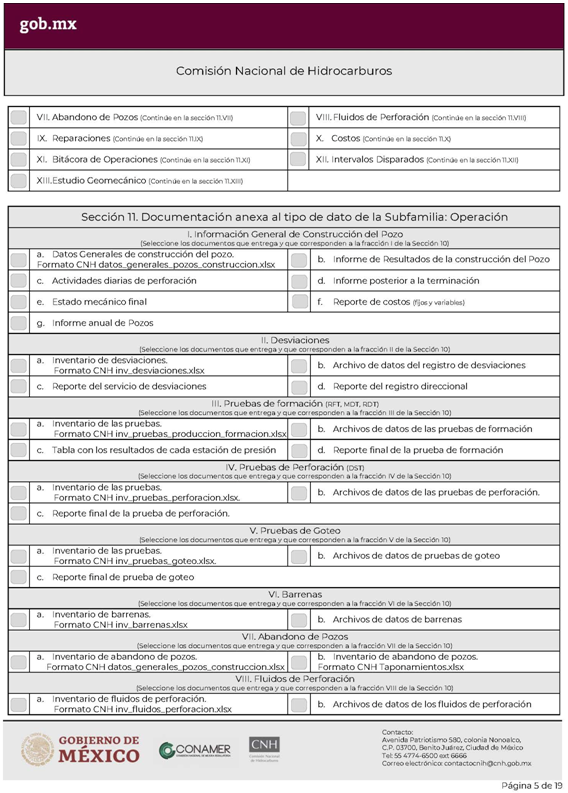 gob.mx
Comisión Nacional de Hidrocarburos
VII. Abandono de Pozos (Continúe en la sección 11.VII)
VIII. Fluidos de Perforación (Continúe en la sección 11.VIII)
IX. Reparaciones (Continúe en la sección 11.IX)
X. Costos (Continúe en la sección 11.X)
XI. Bitácora de Operaciones (Continúe en la sección 11.XI)
XII. Intervalos Disparados (Continúe en la sección 11.XII)
XIII.Estudio Geomecánico (Continúe en la sección 11.XIII)
Sección 11. Documentación anexa al tipo de dato de la Subfamilia: Operación
I. Información General de Construcción del Pozo
(Seleccione los documentos que entrega y que corresponden a la fracción I de la Sección 10)
a. Datos Generales de construcción del pozo.
Formato CNH datos_generales_pozos_construccion.xlsx
b. Informe de Resultados de la construcción del Pozo
c. Actividades diarias de perforación
d. Informe posterior a la terminación
e. Estado mecánico final
f. Reporte de costos (fijos y variables)
g. Informe anual de Pozos
II. Desviaciones
(Seleccione los documentos que entrega y que corresponden a la fracción II de la Sección 10)
a. Inventario de desviaciones.
Formato CNH inv_desviaciones.xlsx
b. Archivo de datos del registro de desviaciones
c. Reporte del servicio de desviaciones
d. Reporte del registro direccional
III. Pruebas de formación (RFT, MDT, RDT)
(Seleccione los documentos que entrega y que corresponden a la fracción III de la Sección 10)
a. Inventario de las pruebas.
Formato CNH inv_pruebas_produccion_formacion.xlsx
b. Archivos de datos de las pruebas de formación
c. Tabla con los resultados de cada estación de presión
d. Reporte final de la prueba de formación
IV. Pruebas de Perforación (DST)
(Seleccione los documentos que entrega y que corresponden a la fracción IV de la Sección 10)
a. Inventario de las pruebas.
Formato CNH inv_pruebas_perforacion.xlsx.
b. Archivos de datos de las pruebas de perforación.
c. Reporte final de la prueba de perforación.
V. Pruebas de Goteo
(Seleccione los documentos que entrega y que corresponden a la fracción V de la Sección 10)
a. Inventario de las pruebas.
Formato CNH inv_pruebas_goteo.xlsx.
b. Archivos de datos de pruebas de goteo
c. Reporte final de prueba de goteo
VI. Barrenas
(Seleccione los documentos que entrega y que corresponden a la fracción VI de la Sección 10)
a. Inventario de barrenas.
Formato CNH inv_barrenas.xlsx
b. Archivos de datos de barrenas
VII. Abandono de Pozos
(Seleccione los documentos que entrega y que corresponden a la fracción VII de la Sección 10)
a. Inventario de abandono de pozos.
Formato CNH datos_generales_pozos_construccion.xlsx
b. Inventario de abandono de pozos.
Formato CNH Taponamientos.xlsx
VIII. Fluidos de Perforación
(Seleccione los documentos que entrega y que corresponden a la fracción VIII de la Sección 10)
a. Inventario de fluidos de perforación.
Formato CNH inv_fluidos_perforacion.xlsx
b. Archivos de datos de los fluidos de perforación
GOBIERNO DE
MÉXICO
CONAMER
CNH
Comisión Nacional
de Hidrocarburos
Contacto:
Avenida Patriotismo 580, colonia Nonoalco,
C.P. 03700, Benito Juárez, Ciudad de México
Tel: 55 4774-6500 ext 6666
Correo electrónico: contactocnih@cnh.gob.mx
Página 5 de 19